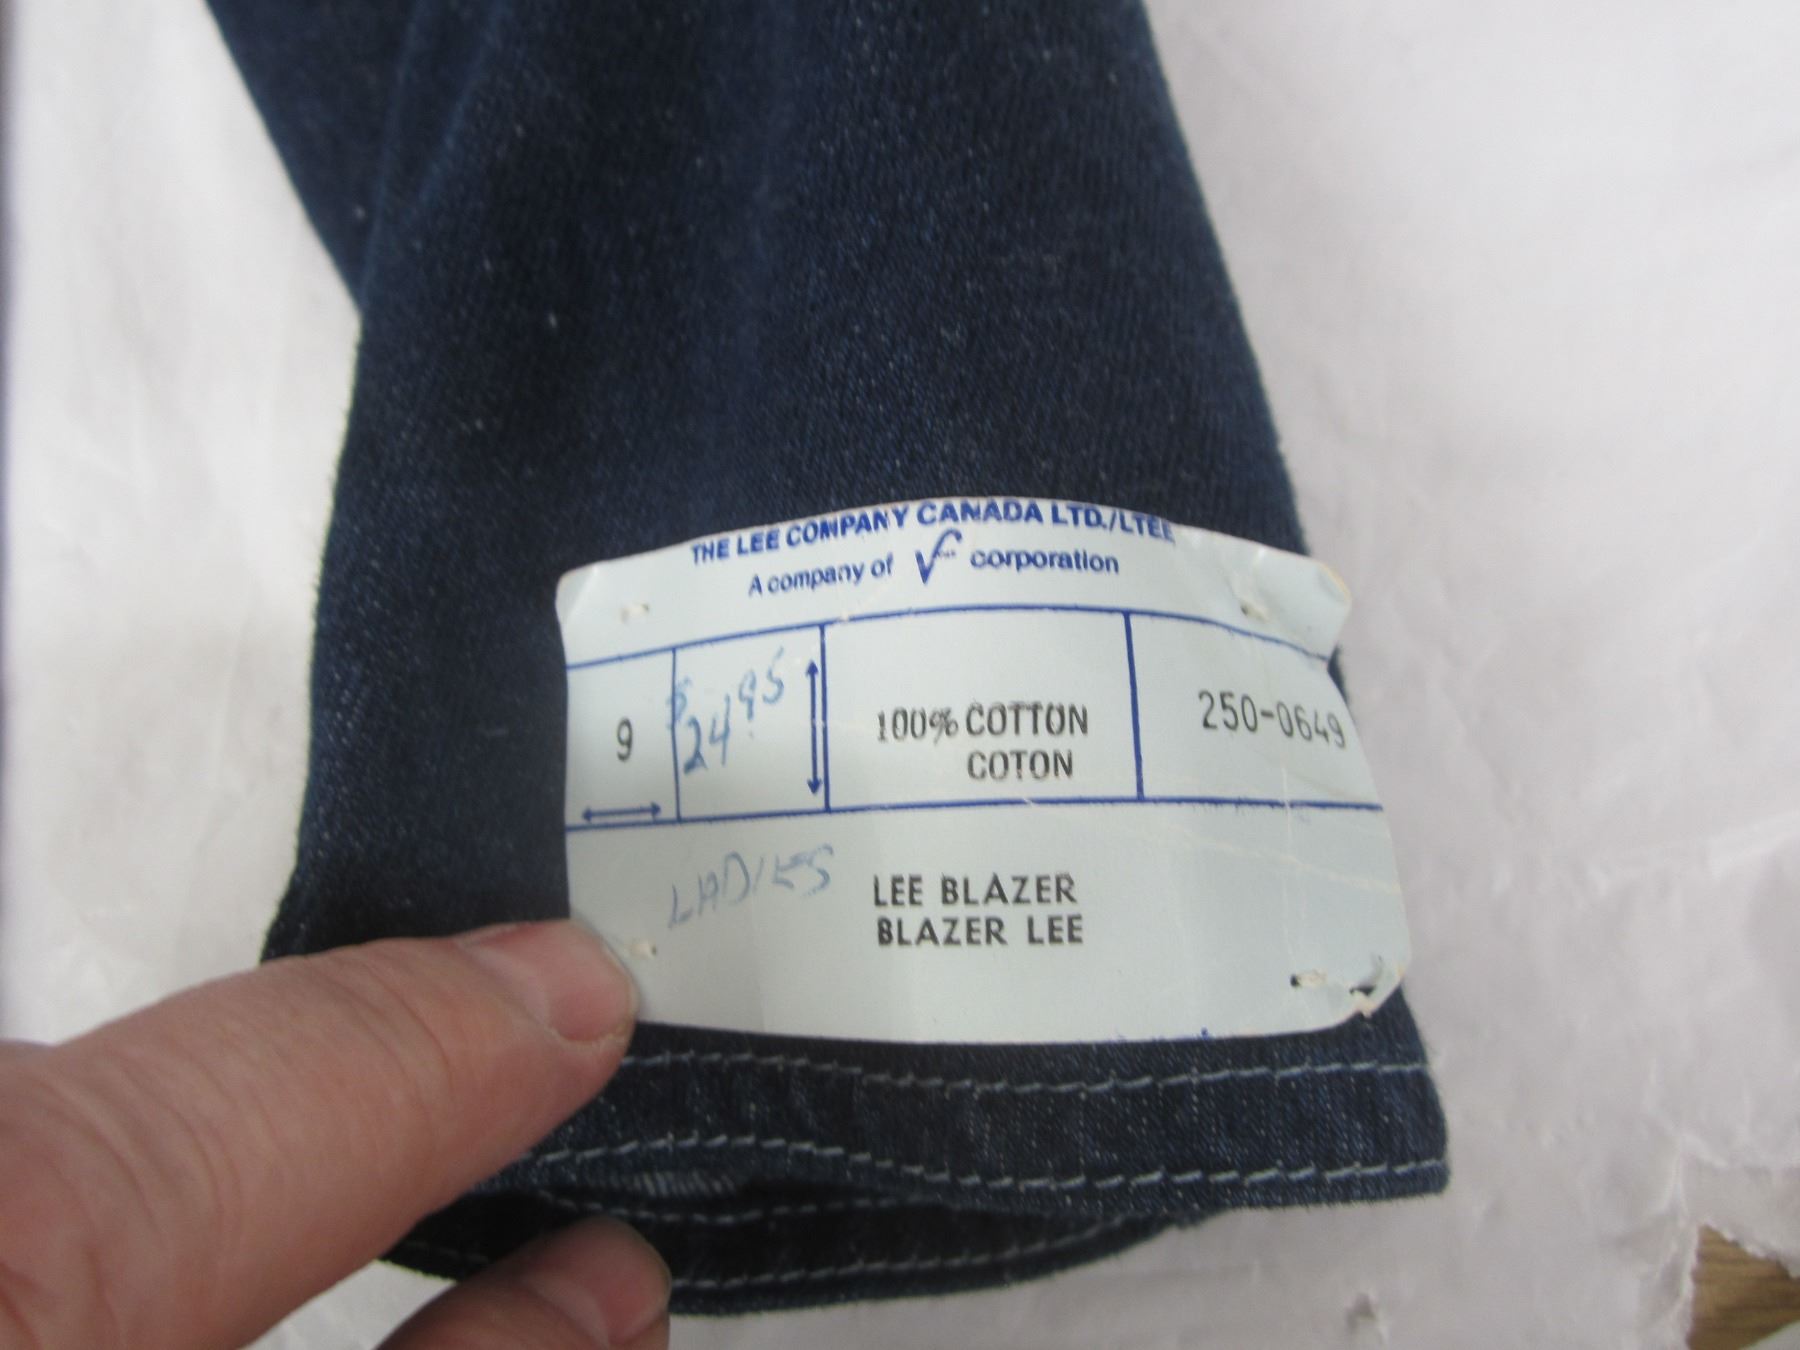 THE LEE COMPANY CANADA LTD./LTEE
A company of VF corporation
9 $24.95 100% COTTON 250-0649
COTON
LADIES LEE BLAZER
BLAZER LEE